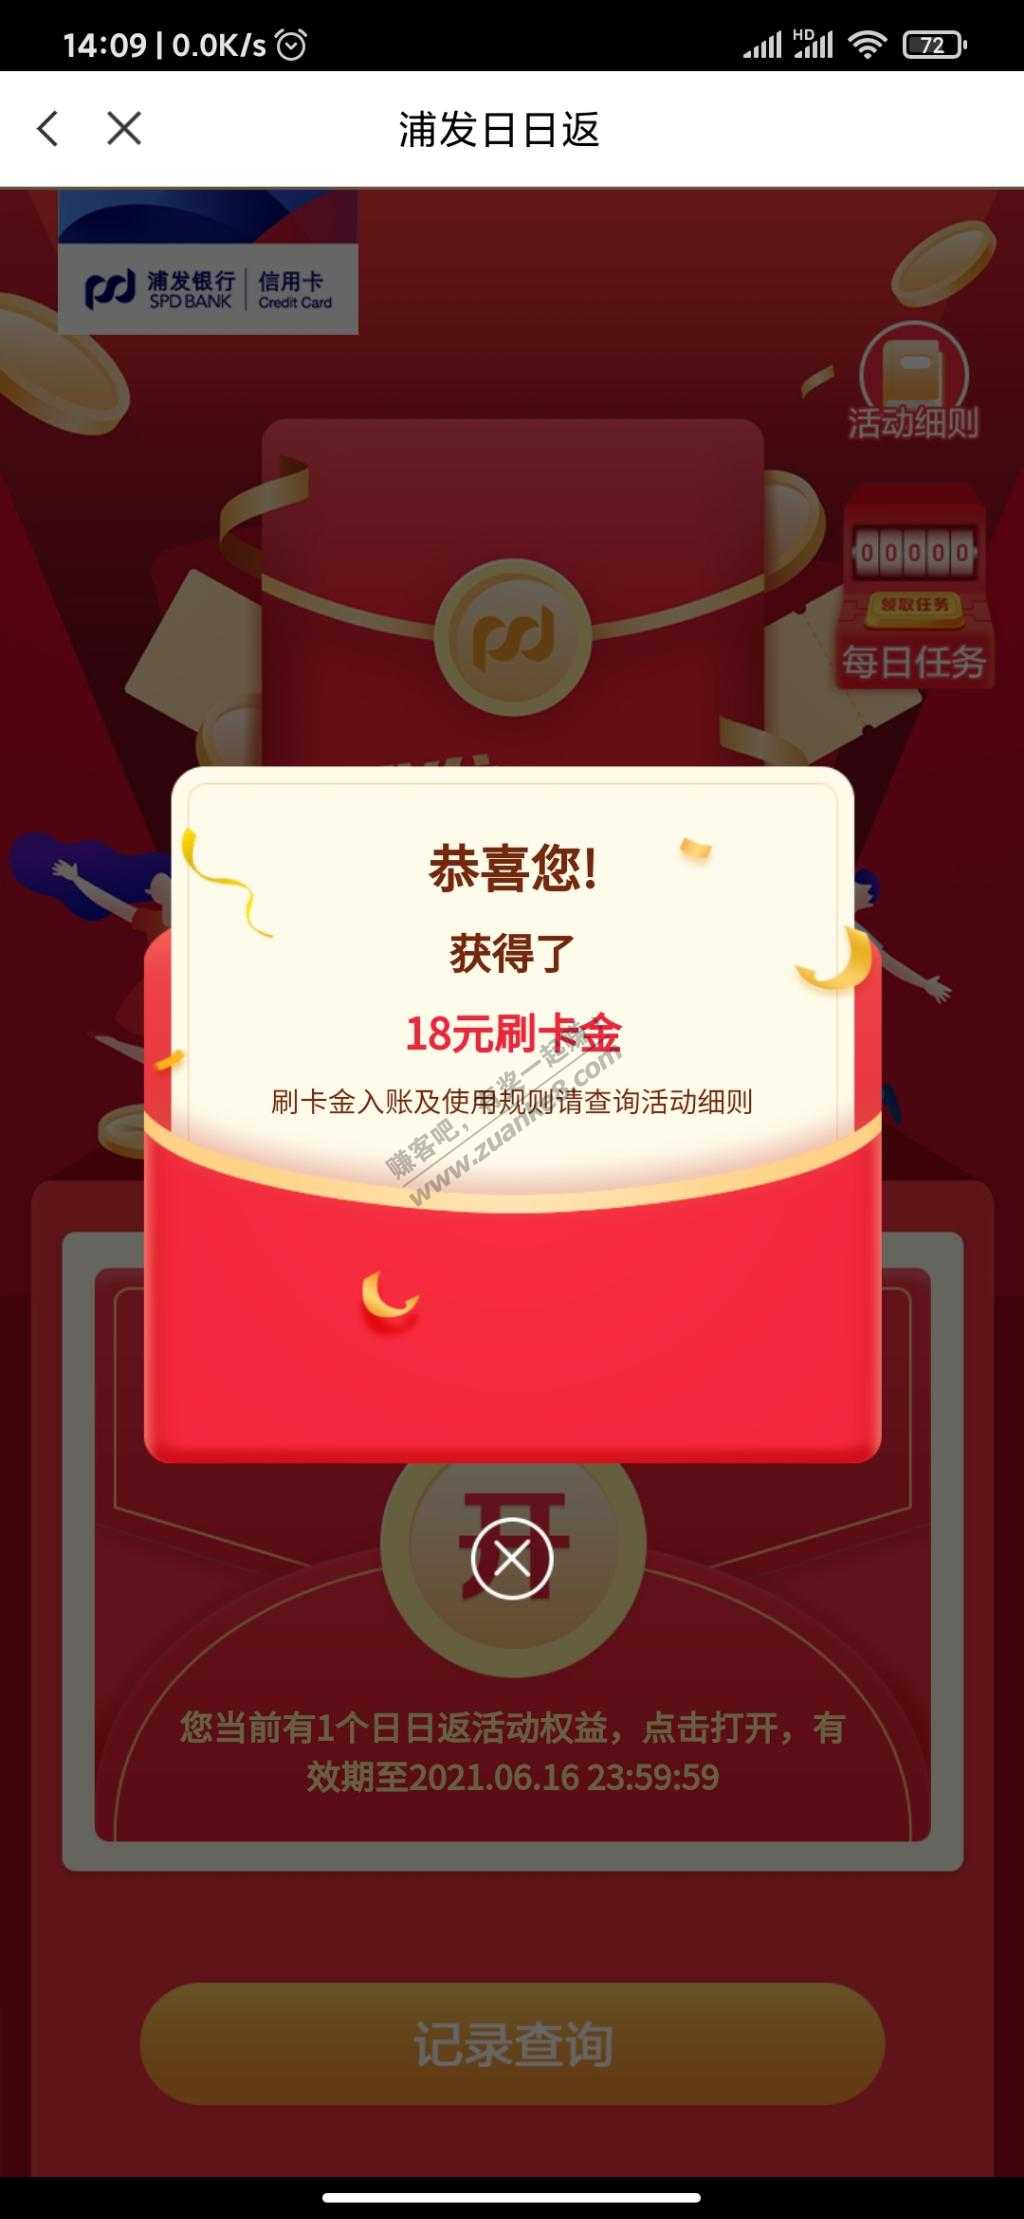 14:09 | 0.0K/s
HD
72
浦发日日返
浦发银行 | 信用卡
SPD BANK | Credit Card
活动细则
00000
领取任务
每日任务
恭喜您!
获得了
18元刷卡金
刷卡金入账及使用规则请查询活动细则
赚客吧,有奖一起赚!
www.zuanke8.com
开
您当前有1个日日返活动权益，点击打开，有
效期至2021.06.16 23:59:59
记录查询